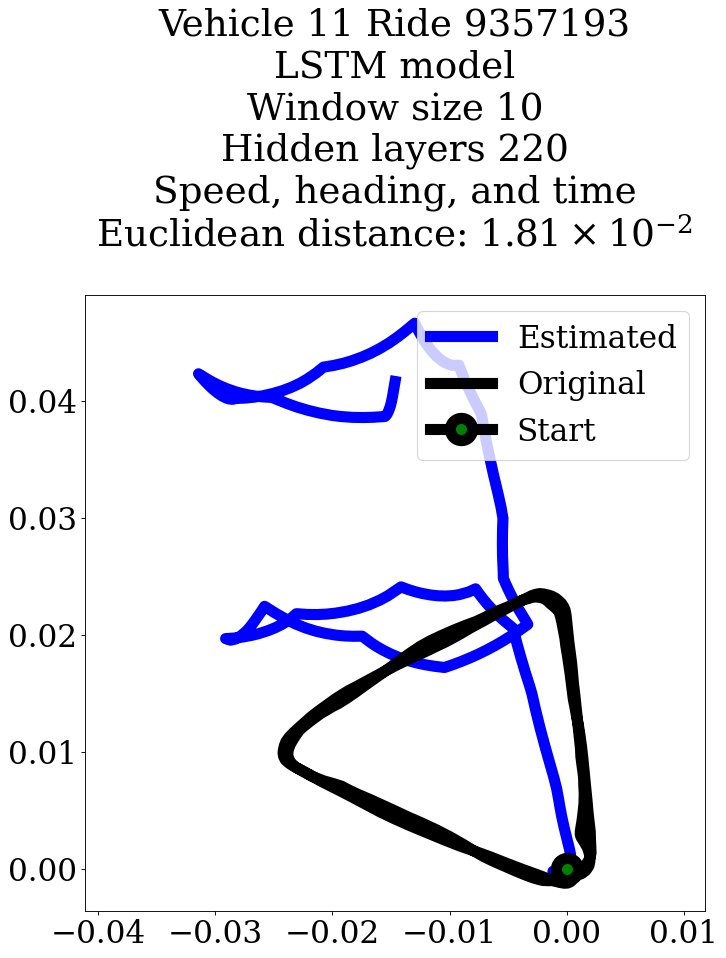 Vehicle 11 Ride 9357193
LSTM model
Window size 10
Hidden layers 220
Speed, heading, and time
Euclidean distance: 1.81 × 10⁻²
Estimated
Original
Start
0.04
0.03
0.02
0.01
0.00
−0.04 −0.03 −0.02 −0.01 0.00 0.01